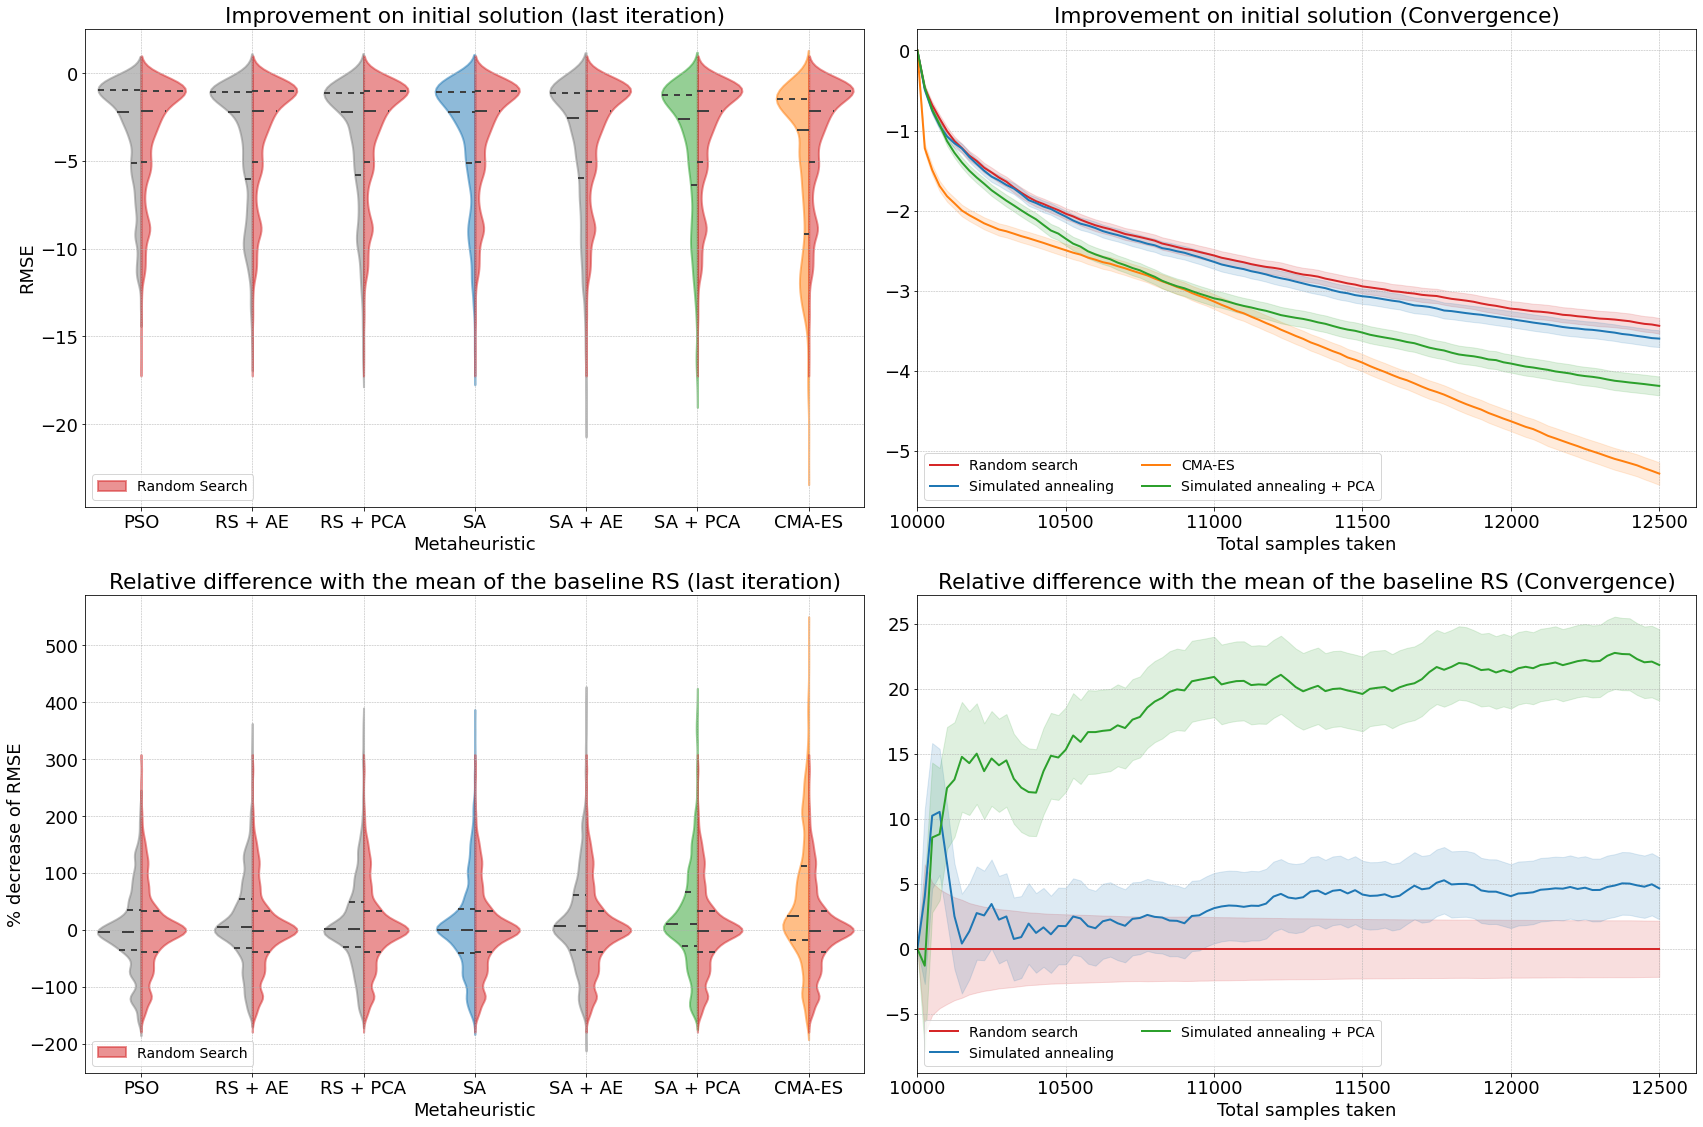 Improvement on initial solution (last iteration)
RMSE
0
−5
−10
−15
−20
Random Search
PSO RS + AE RS + PCA SA SA + AE SA + PCA CMA-ES
Metaheuristic
Improvement on initial solution (Convergence)
0
−1
−2
−3
−4
−5
Random search CMA-ES
Simulated annealing Simulated annealing + PCA
10000 10500 11000 11500 12000 12500
Total samples taken
Relative difference with the mean of the baseline RS (last iteration)
% decrease of RMSE
500
400
300
200
100
0
−100
−200
Random Search
PSO RS + AE RS + PCA SA SA + AE SA + PCA CMA-ES
Metaheuristic
Relative difference with the mean of the baseline RS (Convergence)
25
20
15
10
5
0
−5
Random search Simulated annealing + PCA
Simulated annealing
10000 10500 11000 11500 12000 12500
Total samples taken